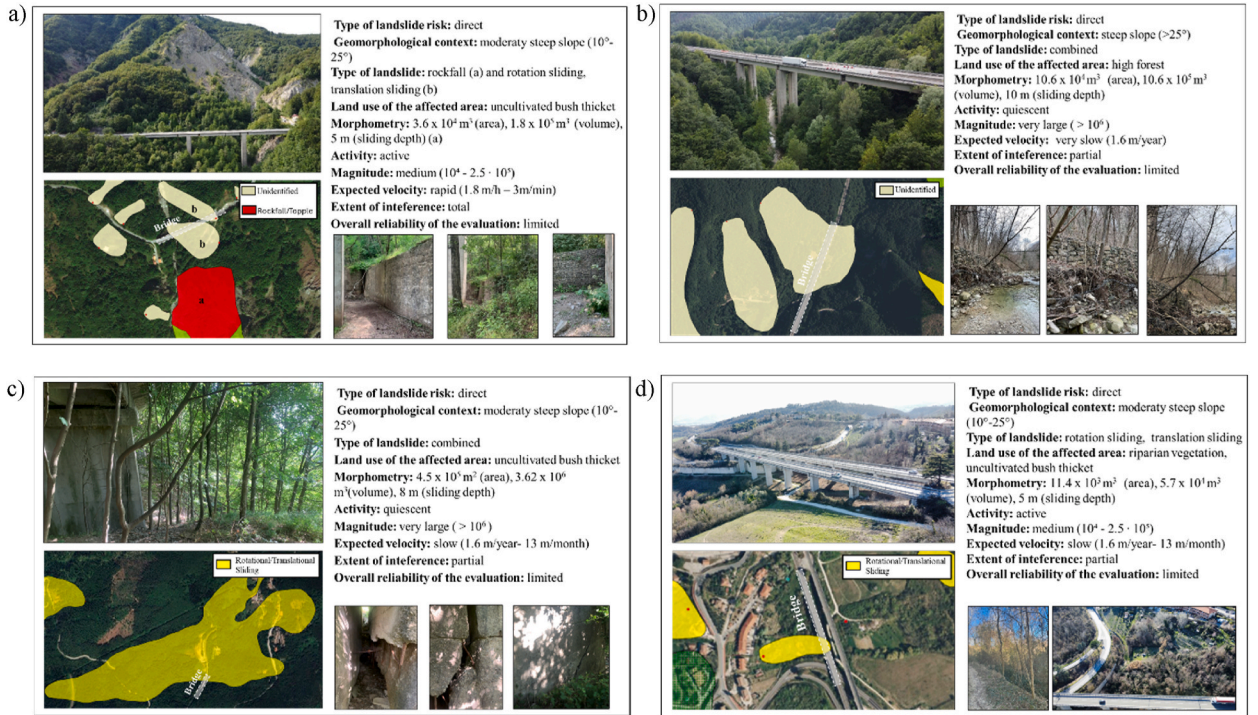 a)
Type of landslide risk: direct
Geomorphological context: moderaty steep slope (10°-
25°)
Type of landslide: rockfall (a) and rotation sliding,
translation sliding (b)
Land use of the affected area: uncultivated bush thicket
Morphometry: 3.6 x 10⁴ m³ (area), 1.8 x 10⁵ m³ (volume),
5 m (sliding depth) (a)
Activity: active
Magnitude: medium (10⁴ - 2.5 · 10⁵)
Expected velocity: rapid (1.8 m/h – 3m/min)
Extent of inteference: total
Overall reliability of the evaluation: limited
Unidentified
Rockfall/Topple
b
Bridge
b
a
b)
Type of landslide risk: direct
Geomorphological context: steep slope (>25°)
Type of landslide: combined
Land use of the affected area: high forest
Morphometry: 10.6 x 10⁴ m³ (area), 10.6 x 10⁵ m³
(volume), 10 m (sliding depth)
Activity: quiescent
Magnitude: very large ( > 10⁶)
Expected velocity: very slow (1.6 m/year)
Extent of inteference: partial
Overall reliability of the evaluation: limited
Unidentified
Bridge
c)
Type of landslide risk: direct
Geomorphological context: moderaty steep slope (10°-
25°)
Type of landslide: combined
Land use of the affected area: uncultivated bush thicket
Morphometry: 4.5 x 10⁵ m² (area), 3.62 x 10⁶
m³(volume), 8 m (sliding depth)
Activity: quiescent
Magnitude: very large ( > 10⁶)
Expected velocity: slow (1.6 m/year- 13 m/month)
Extent of inteference: partial
Overall reliability of the evaluation: limited
Rotational/Translational
Sliding
Bridge
d)
Type of landslide risk: direct
Geomorphological context: moderaty steep slope
(10°-25°)
Type of landslide: rotation sliding, translation sliding
Land use of the affected area: riparian vegetation,
uncultivated bush thicket
Morphometry: 11.4 x 10³ m³ (area), 5.7 x 10⁴ m³
(volume), 5 m (sliding depth)
Activity: active
Magnitude: medium (10⁴ - 2.5 · 10⁵)
Expected velocity: slow (1.6 m/year- 13 m/month)
Extent of inteference: partial
Overall reliability of the evaluation: limited
Rotational/Translational
Sliding
Bridge